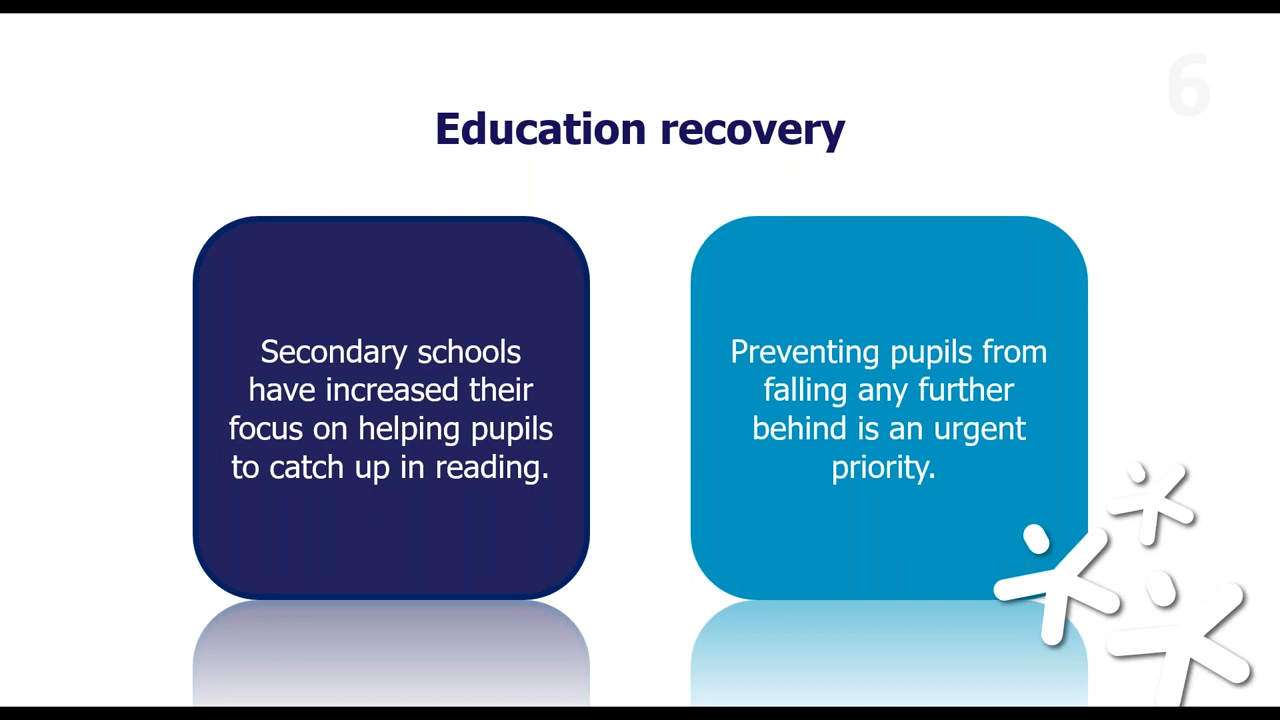 6
Education recovery
Secondary schools
have increased their
focus on helping pupils
to catch up in reading.
Preventing pupils from
falling any further
behind is an urgent
priority.